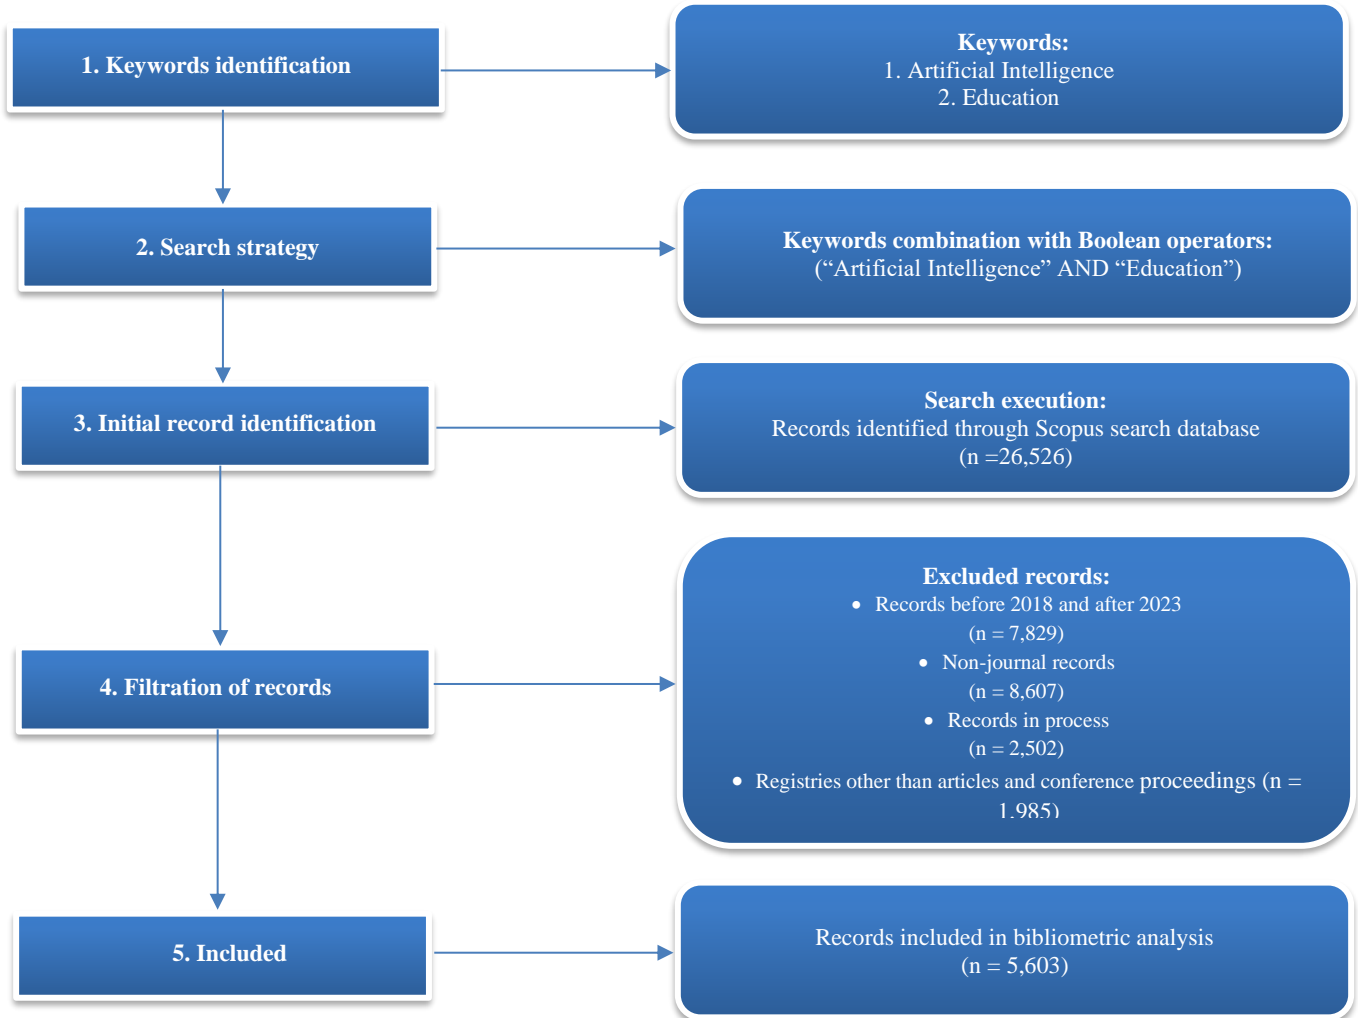 1. Keywords identification
Keywords:
1. Artificial Intelligence
2. Education
2. Search strategy
Keywords combination with Boolean operators:
(“Artificial Intelligence” AND “Education”)
3. Initial record identification
Search execution:
Records identified through Scopus search database
(n =26,526)
4. Filtration of records
Excluded records:
• Records before 2018 and after 2023
(n = 7,829)
• Non-journal records
(n = 8,607)
• Records in process
(n = 2,502)
• Registries other than articles and conference proceedings (n =
1,985)
5. Included
Records included in bibliometric analysis
(n = 5,603)